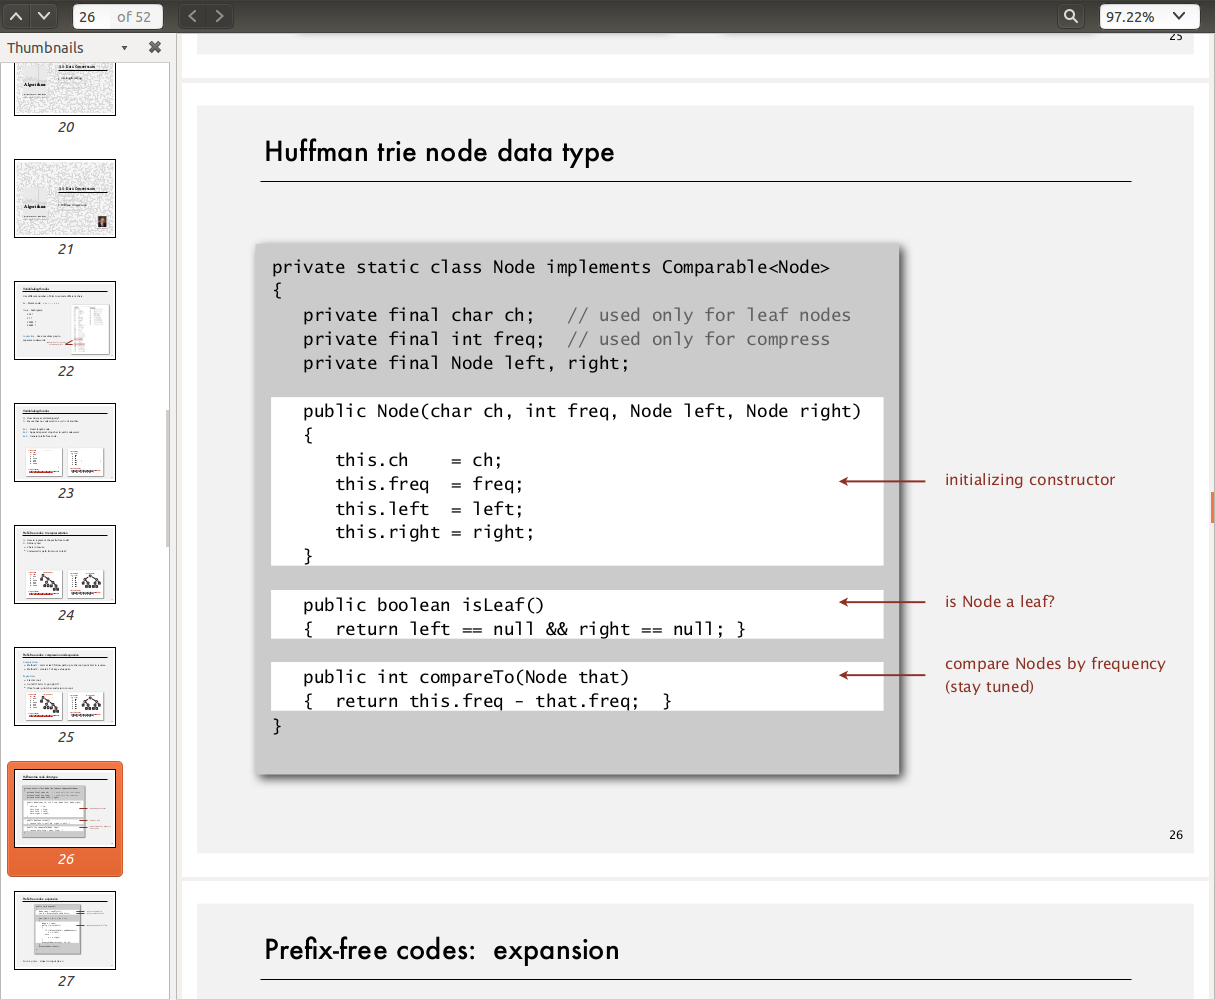 26 of 52
97.22%
Thumbnails
25
20
21
22
23
24
25
26
27
Huffman trie node data type
private static class Node implements Comparable<Node>
{
private final char ch; // used only for leaf nodes
private final int freq; // used only for compress
private final Node left, right;
public Node(char ch, int freq, Node left, Node right)
{
this.ch = ch;
this.freq = freq;
this.left = left;
this.right = right;
}
initializing constructor
public boolean isLeaf()
{ return left == null && right == null; }
is Node a leaf?
public int compareTo(Node that)
{ return this.freq - that.freq; }
compare Nodes by frequency
(stay tuned)
}
26
Prefix-free codes: expansion